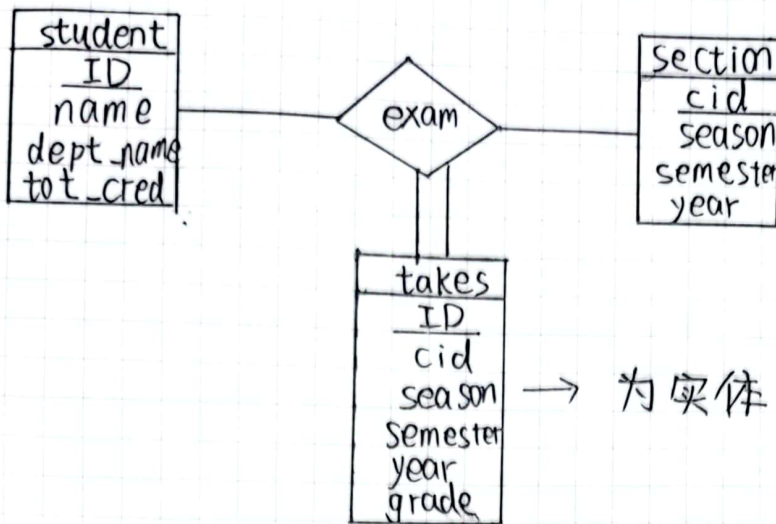 student
ID
name
dept_name
tot_cred
exam
section
cid
season
semester
year
takes
ID
cid
season
semester
year
grade
→ 为实体